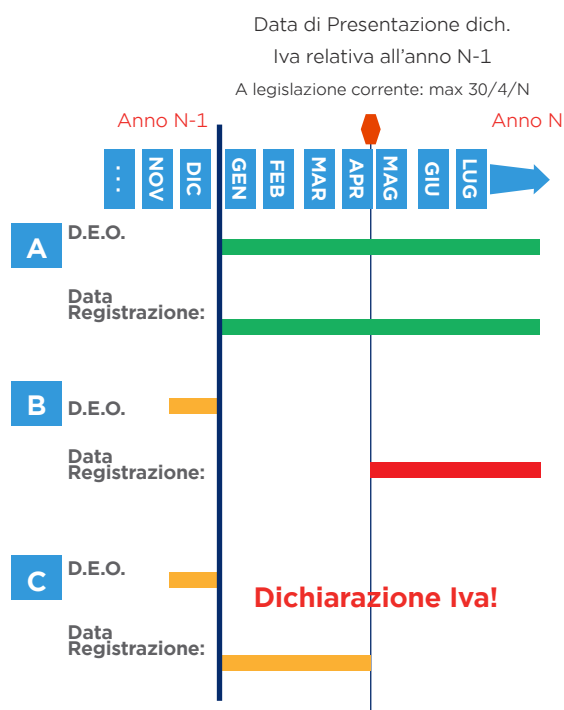 Data di Presentazione dich.
Iva relativa all’anno N-1
A legislazione corrente: max 30/4/N
Anno N-1
Anno N
...
NOV
DIC
GEN
FEB
MAR
APR
MAG
GIU
LUG
A
D.E.O.
Data
Registrazione:
B
D.E.O.
Data
Registrazione:
C
D.E.O.
Dichiarazione Iva!
Data
Registrazione: